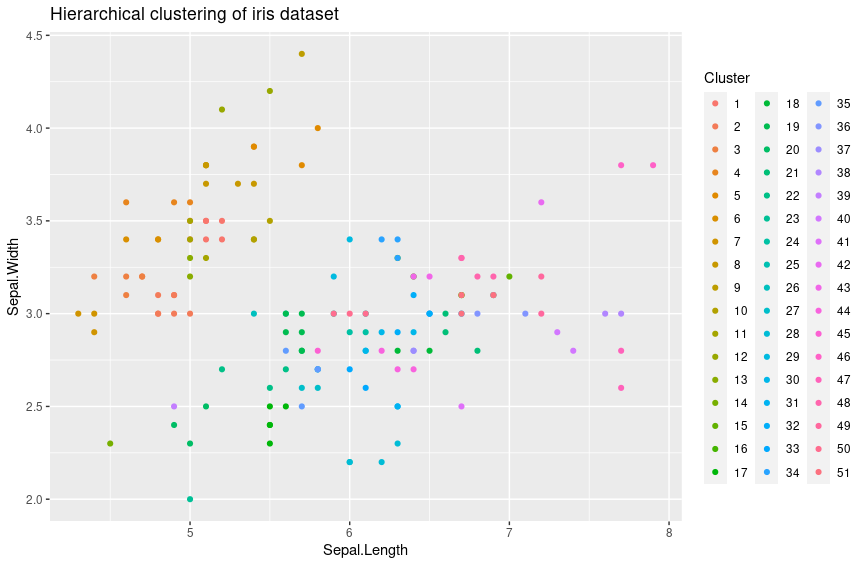 Hierarchical clustering of iris dataset
4.5
4.0
3.5
3.0
2.5
2.0
Sepal.Width
5 6 7 8
Sepal.Length
Cluster
1 18 35
2 19 36
3 20 37
4 21 38
5 22 39
6 23 40
7 24 41
8 25 42
9 26 43
10 27 44
11 28 45
12 29 46
13 30 47
14 31 48
15 32 49
16 33 50
17 34 51